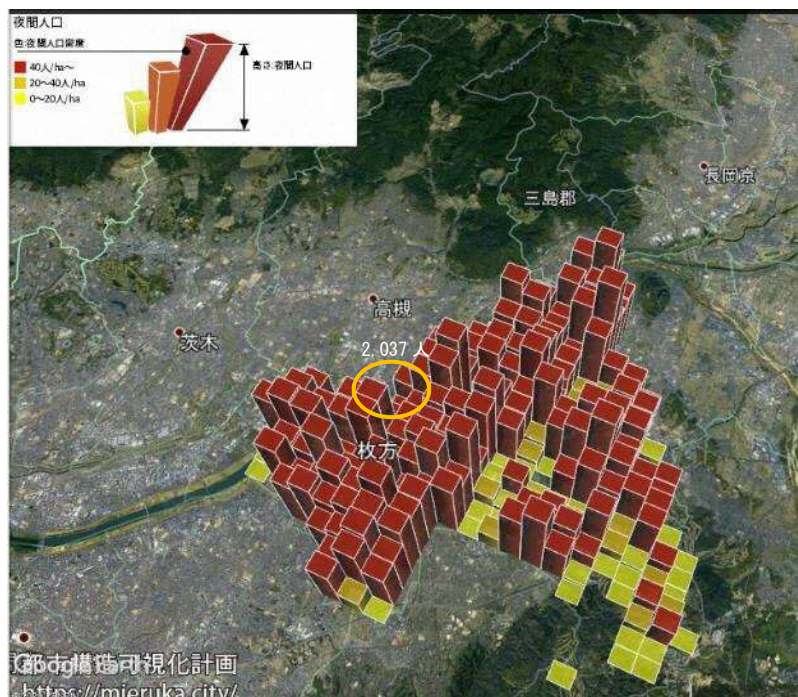 夜間人口
色:夜間人口密度
40人/ha～
20～40人/ha
0～20人/ha
高さ:夜間人口
長岡京
三島郡
高槻
茨木
2,037 人
枚方
都市構造可視化計画
https://mieruka.city/